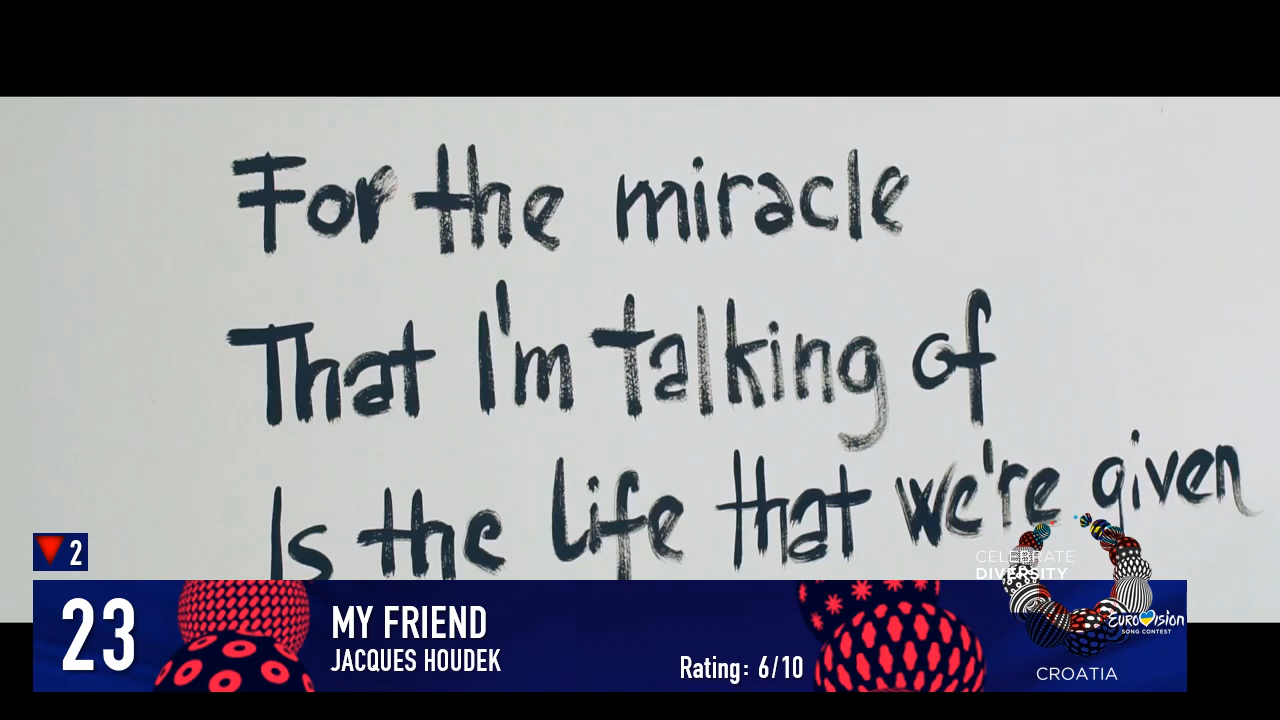 For the miracle
That I'm talking of
Is the life that we're given
2
CELEBRATE
DIVERSITY
23
MY FRIEND
JACQUES HOUDEK
Rating: 6/10
EUROVISION
SONG CONTEST
CROATIA